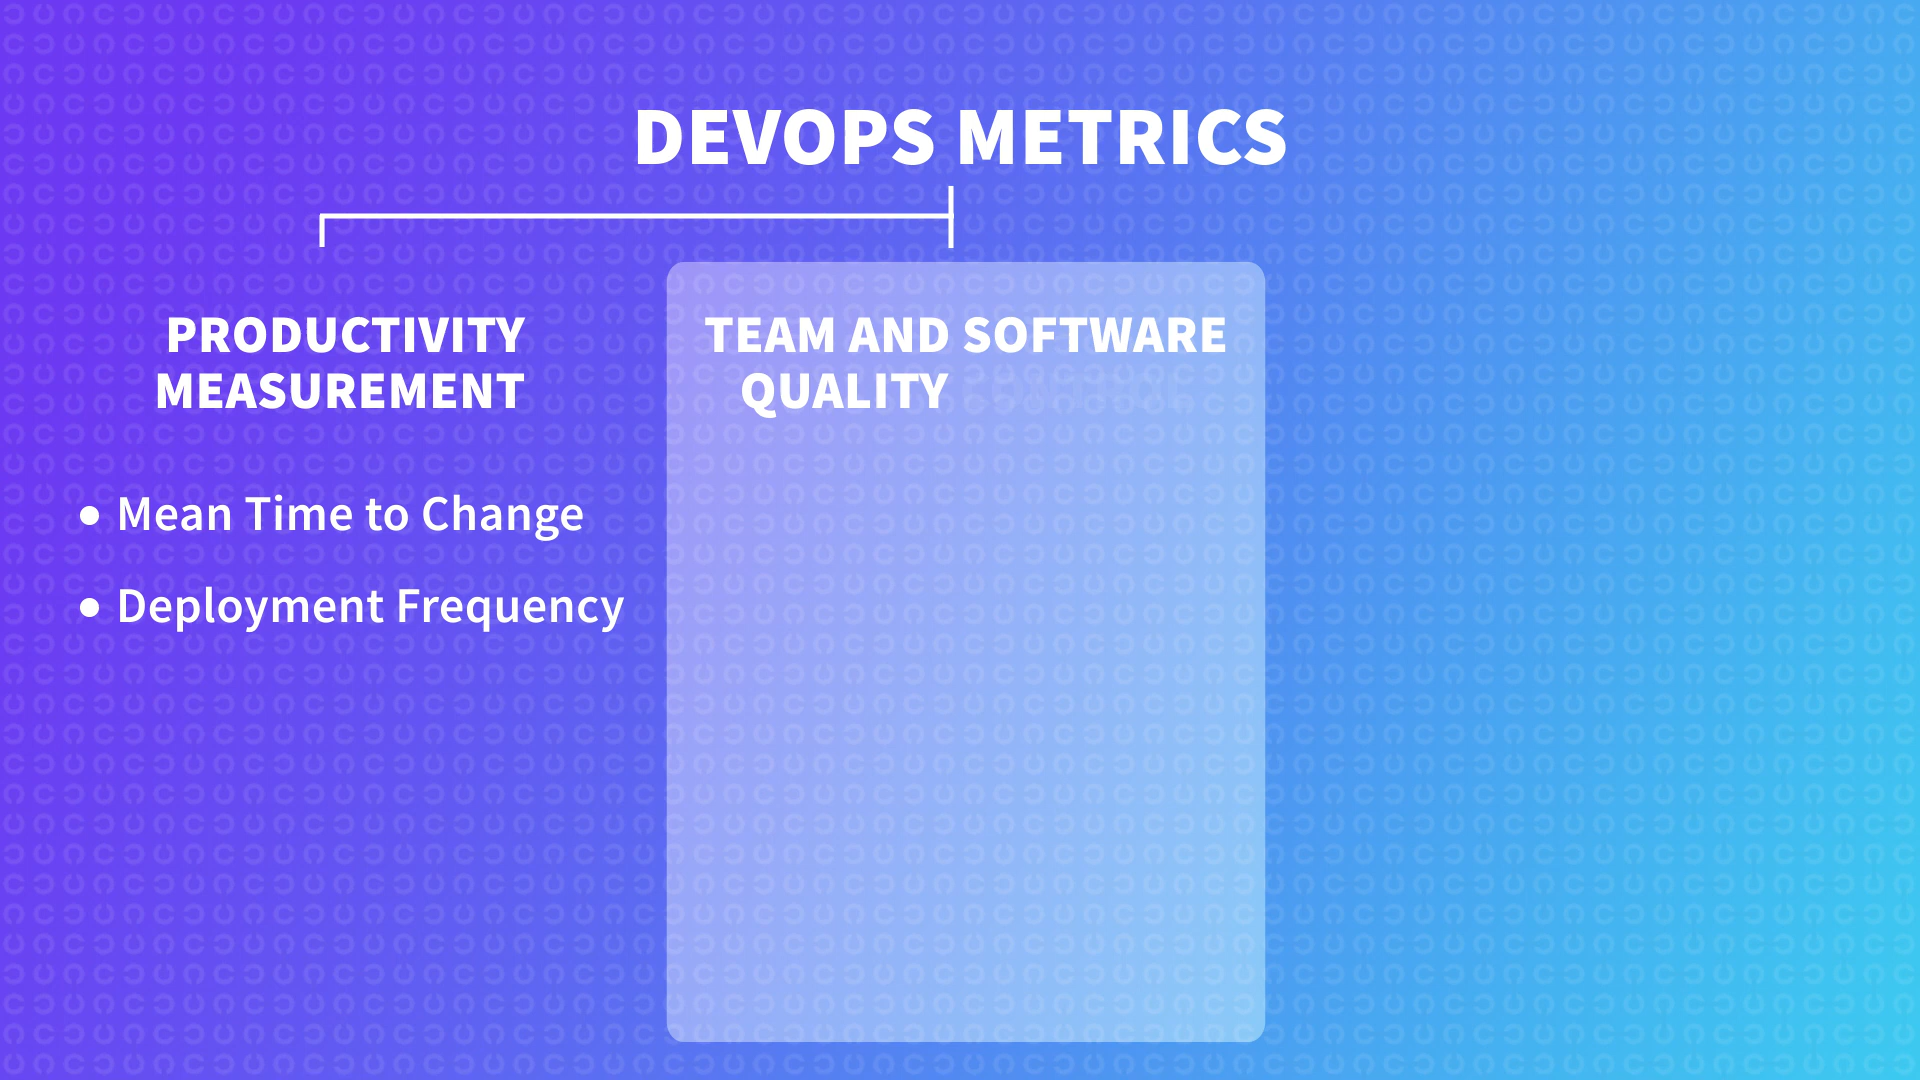 DEVOPS METRICS
PRODUCTIVITY
MEASUREMENT
• Mean Time to Change
• Deployment Frequency
TEAM AND SOFTWARE
QUALITY